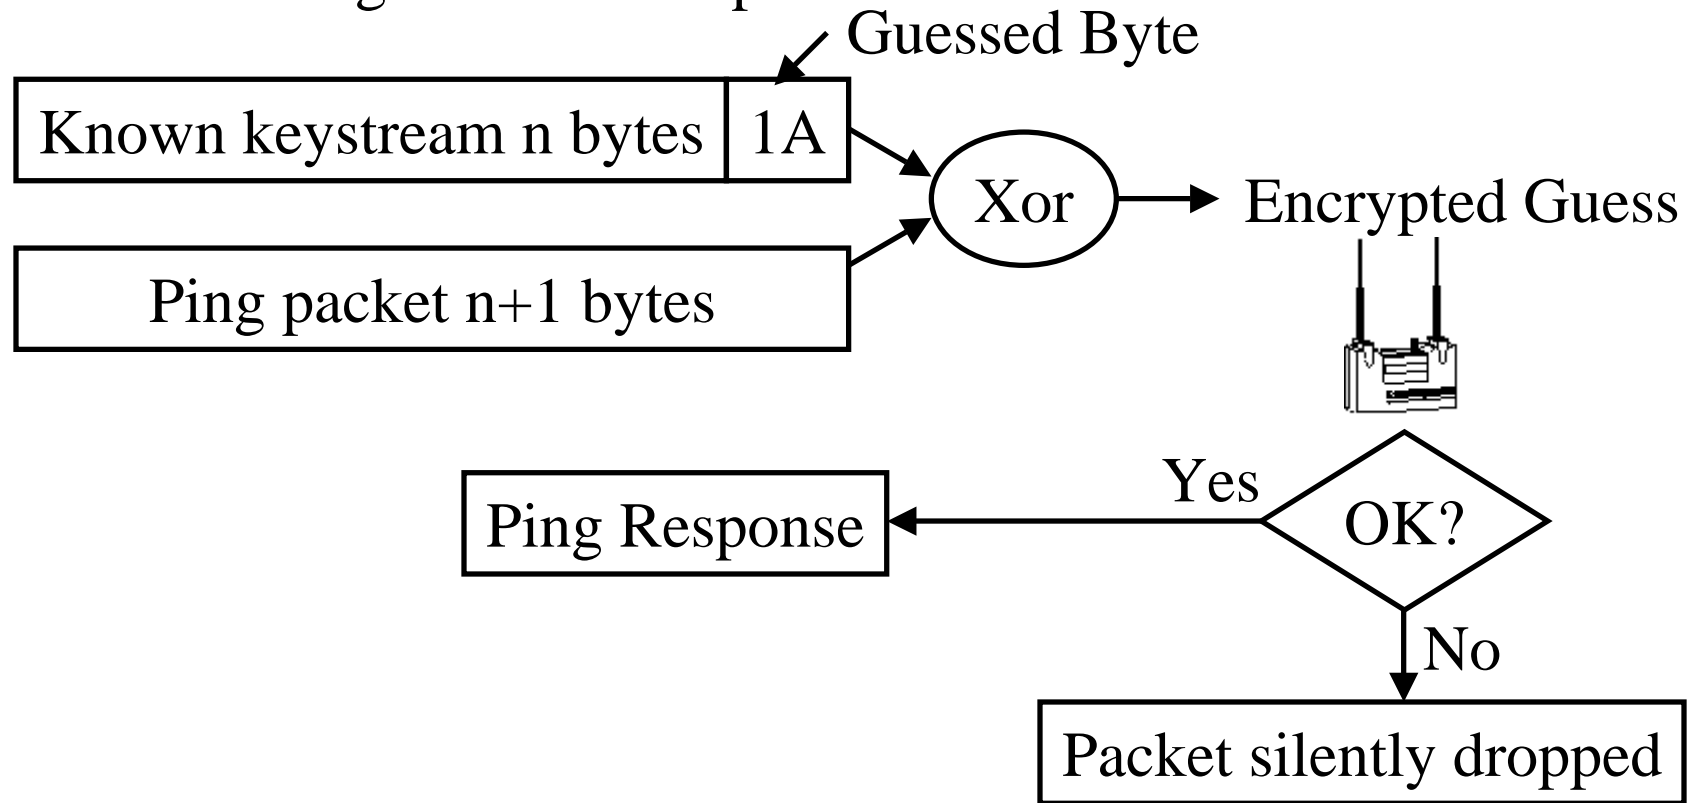 Guessed Byte
Known keystream n bytes 1A
Xor
Encrypted Guess
Ping packet n+1 bytes
Yes
OK?
Ping Response
No
Packet silently dropped